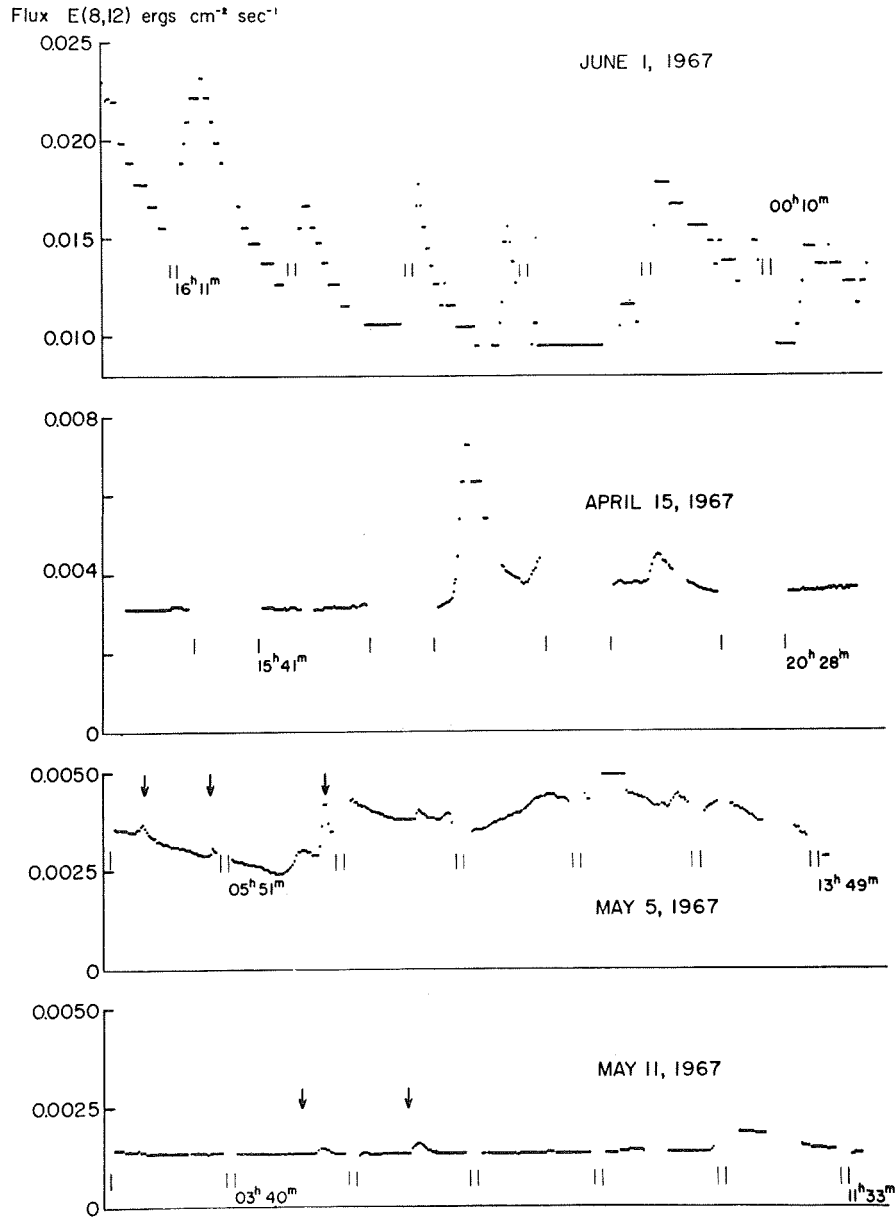 Flux E(8,12) ergs cm⁻² sec⁻¹
0.025
JUNE 1, 1967
0.020
00ʰ10ᵐ
0.015
16ʰ11ᵐ
0.010
0.008
APRIL 15, 1967
0.004
15ʰ41ᵐ
20ʰ28ᵐ
0
0.0050
0.0025
05ʰ51ᵐ
13ʰ49ᵐ
MAY 5, 1967
0
0.0050
MAY 11, 1967
0.0025
03ʰ40ᵐ
11ʰ33ᵐ
0